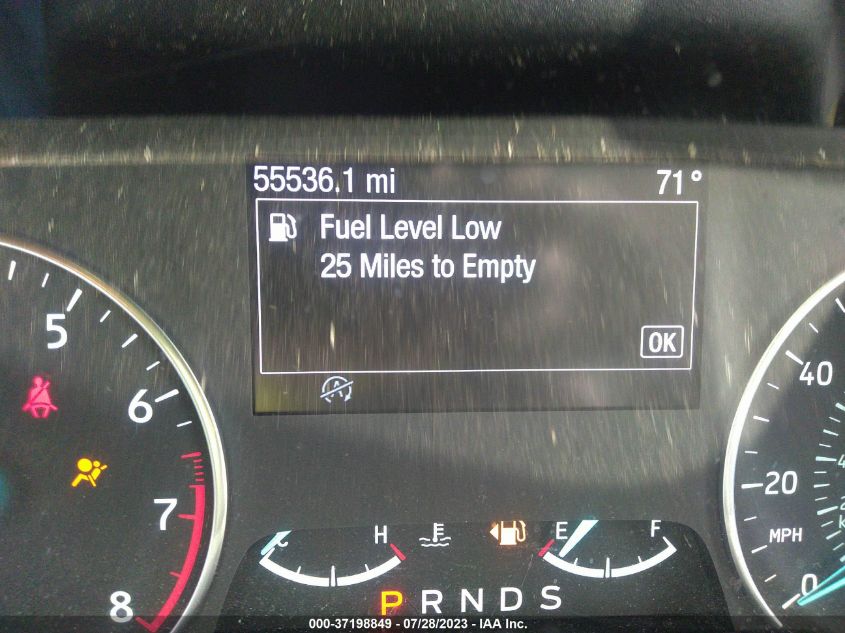 55536.1 mi 71°
Fuel Level Low
25 Miles to Empty
OK
5
6
7
8
40
20
MPH
0
C H E F
P R N D S
000-37198849 - 07/28/2023 - IAA Inc.